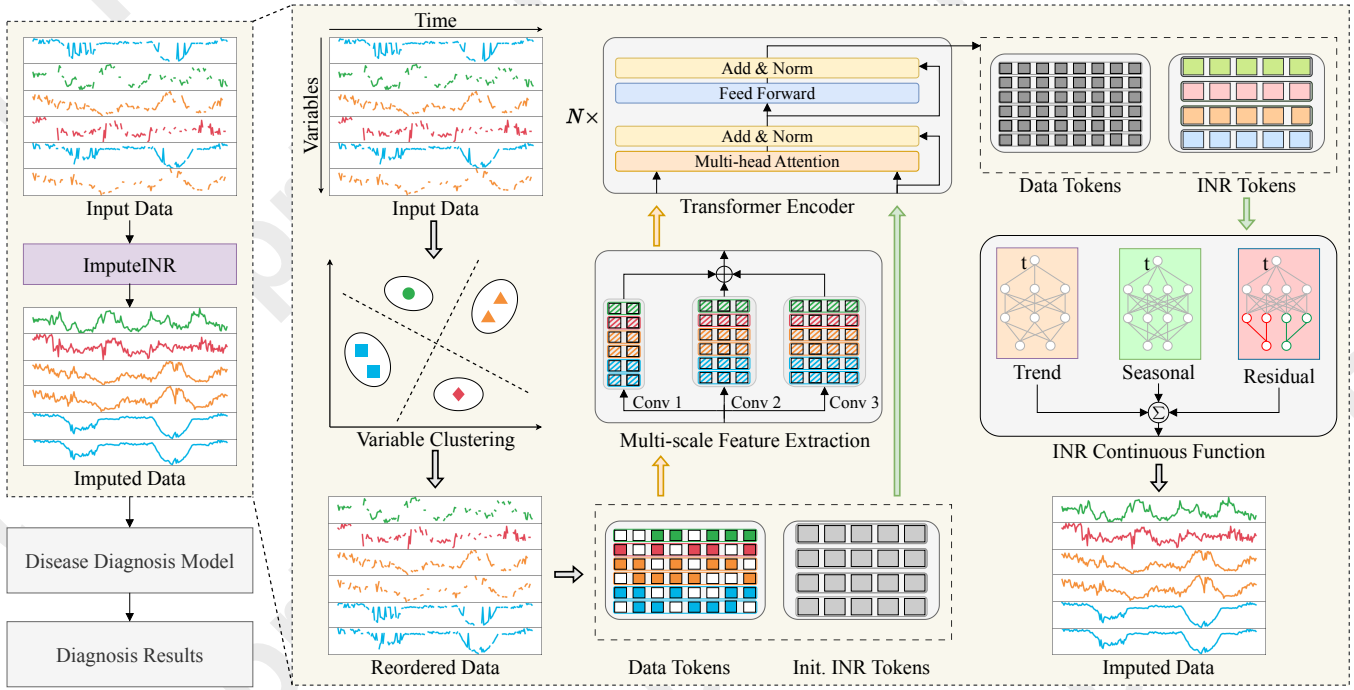 Input Data
ImputeINR
Imputed Data
Disease Diagnosis Model
Diagnosis Results
Time
Variables
Input Data
Variable Clustering
Reordered Data
N×
Add & Norm
Feed Forward
Add & Norm
Multi-head Attention
Transformer Encoder
Conv 1
Conv 2
Conv 3
Multi-scale Feature Extraction
Data Tokens
Init. INR Tokens
Data Tokens
INR Tokens
t
t
t
Trend
Seasonal
Residual
Σ
INR Continuous Function
Imputed Data